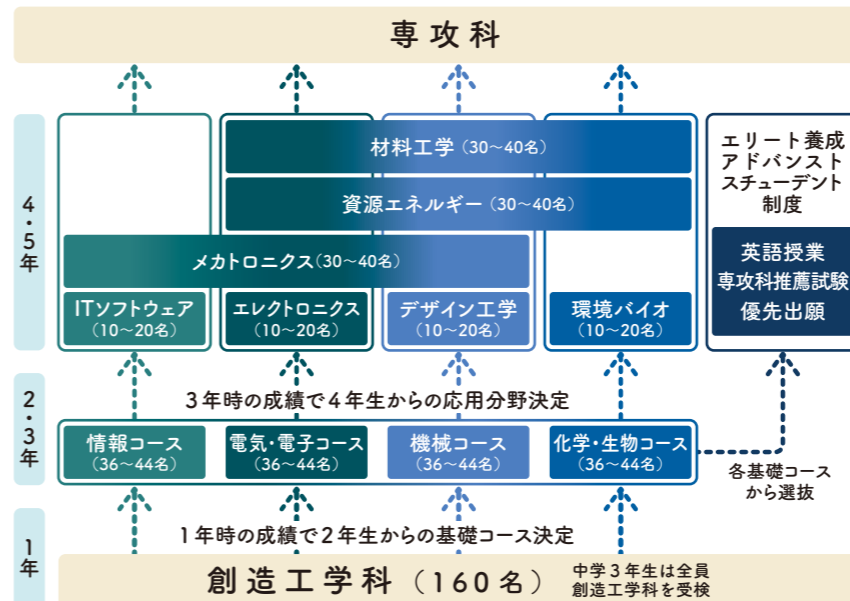 専攻科
4・5年
材料工学(30〜40名)
資源エネルギー(30〜40名)
メカトロニクス(30〜40名)
ITソフトウェア
(10〜20名)
エレクトロニクス
(10〜20名)
デザイン工学
(10〜20名)
環境バイオ
(10〜20名)
エリート養成
アドバンスト
スチューデント
制度
英語授業
専攻科推薦試験
優先出願
2・3年
3年時の成績で4年生からの応用分野決定
情報コース
(36〜44名)
電気・電子コース
(36〜44名)
機械コース
(36〜44名)
化学・生物コース
(36〜44名)
各基礎コース
から選抜
1年
1年時の成績で2年生からの基礎コース決定
創造工学科(160名)
中学3年生は全員
創造工学科を受検